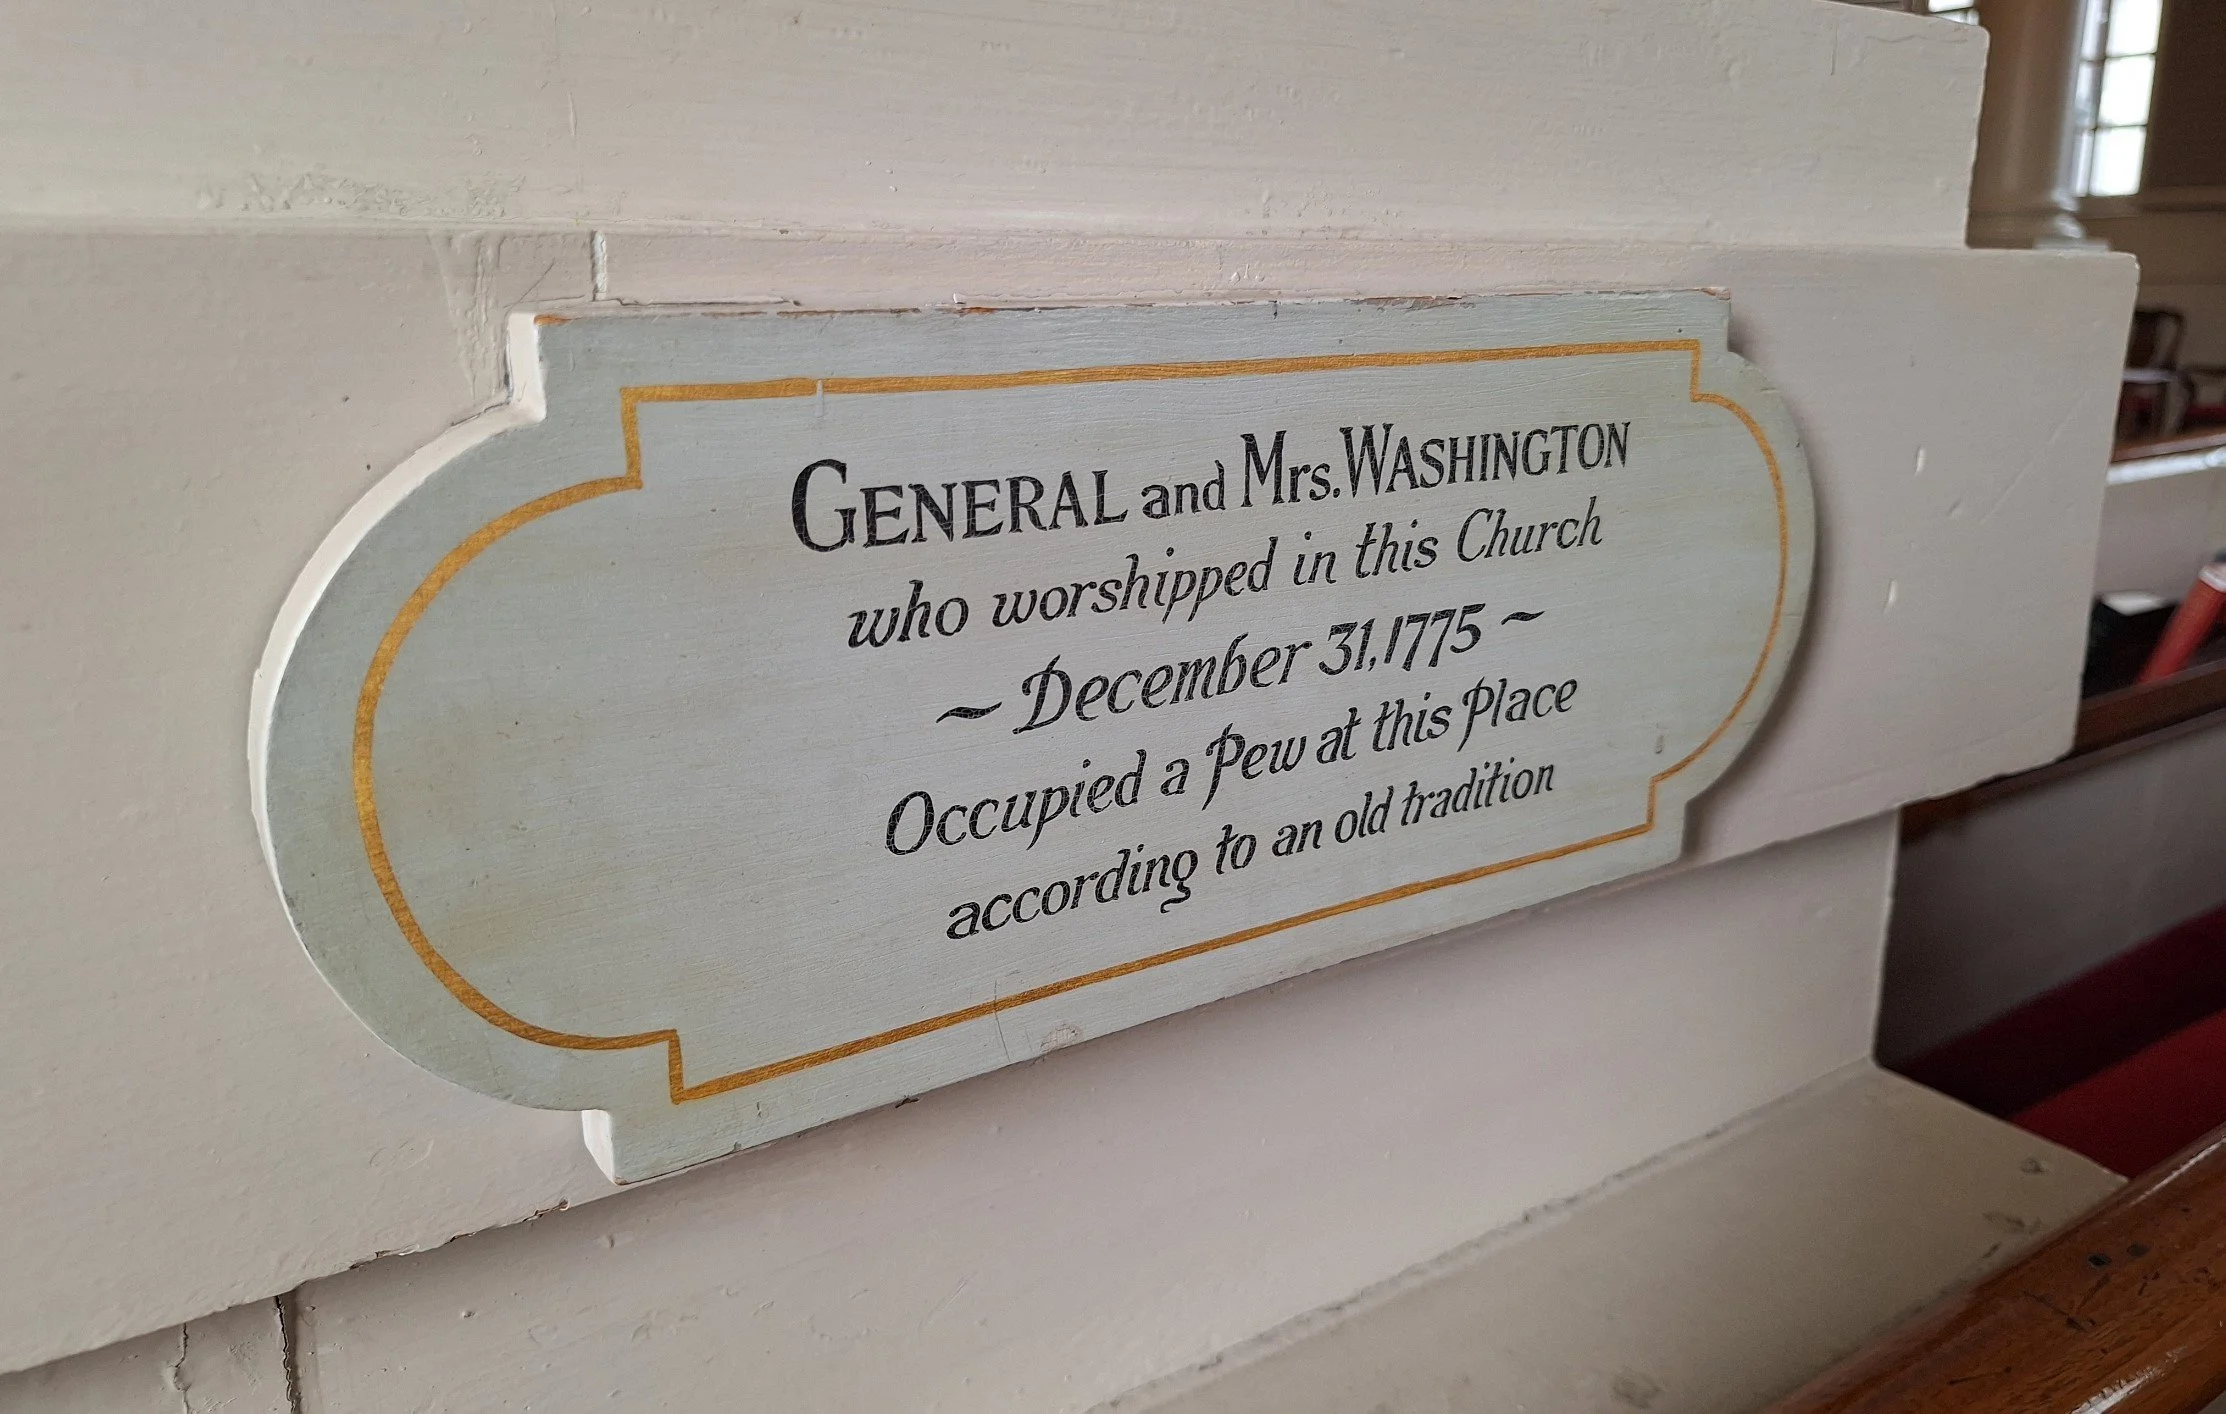 GENERAL and Mrs. WASHINGTON
who worshipped in this Church
~ December 31, 1775 ~
Occupied a Pew at this Place
according to an old tradition